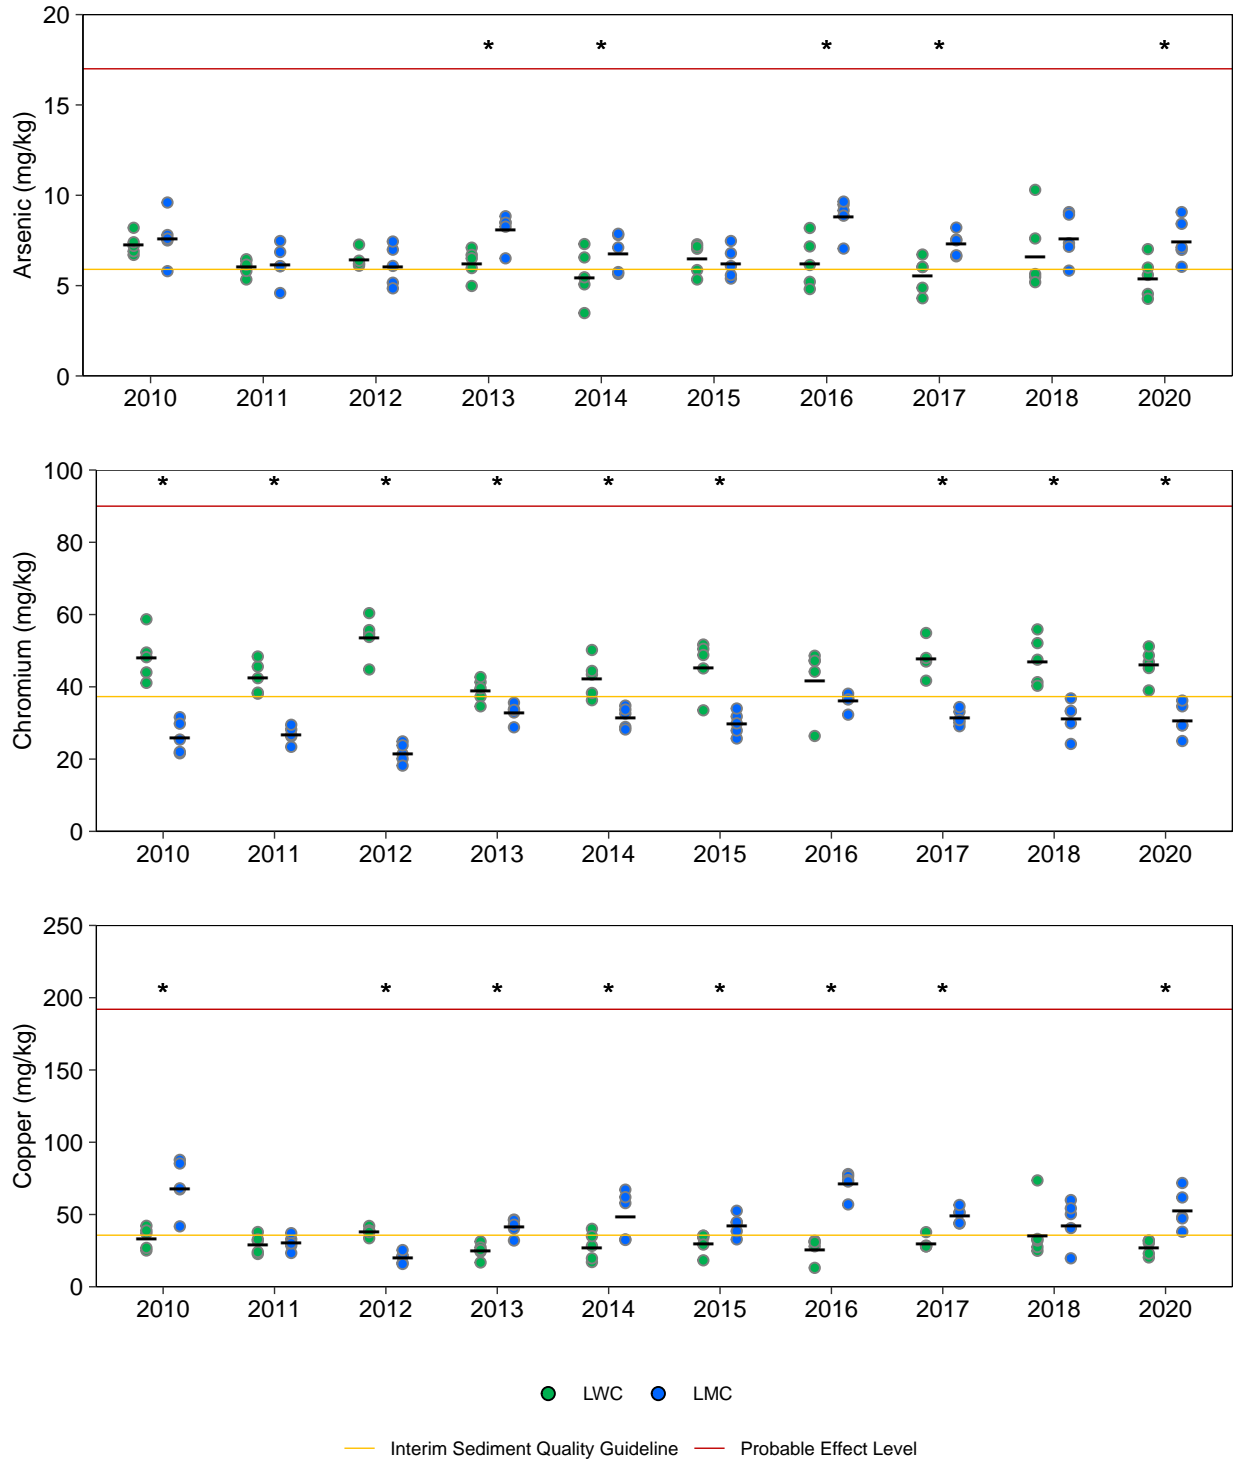 20
* * * * *
15
10
5
0
Arsenic (mg/kg)
2010 2011 2012 2013 2014 2015 2016 2017 2018 2020
100
* * * * * * * * *
80
60
40
20
0
Chromium (mg/kg)
2010 2011 2012 2013 2014 2015 2016 2017 2018 2020
250
* * * * * * * *
200
150
100
50
0
Copper (mg/kg)
2010 2011 2012 2013 2014 2015 2016 2017 2018 2020
LWC LMC
Interim Sediment Quality Guideline Probable Effect Level